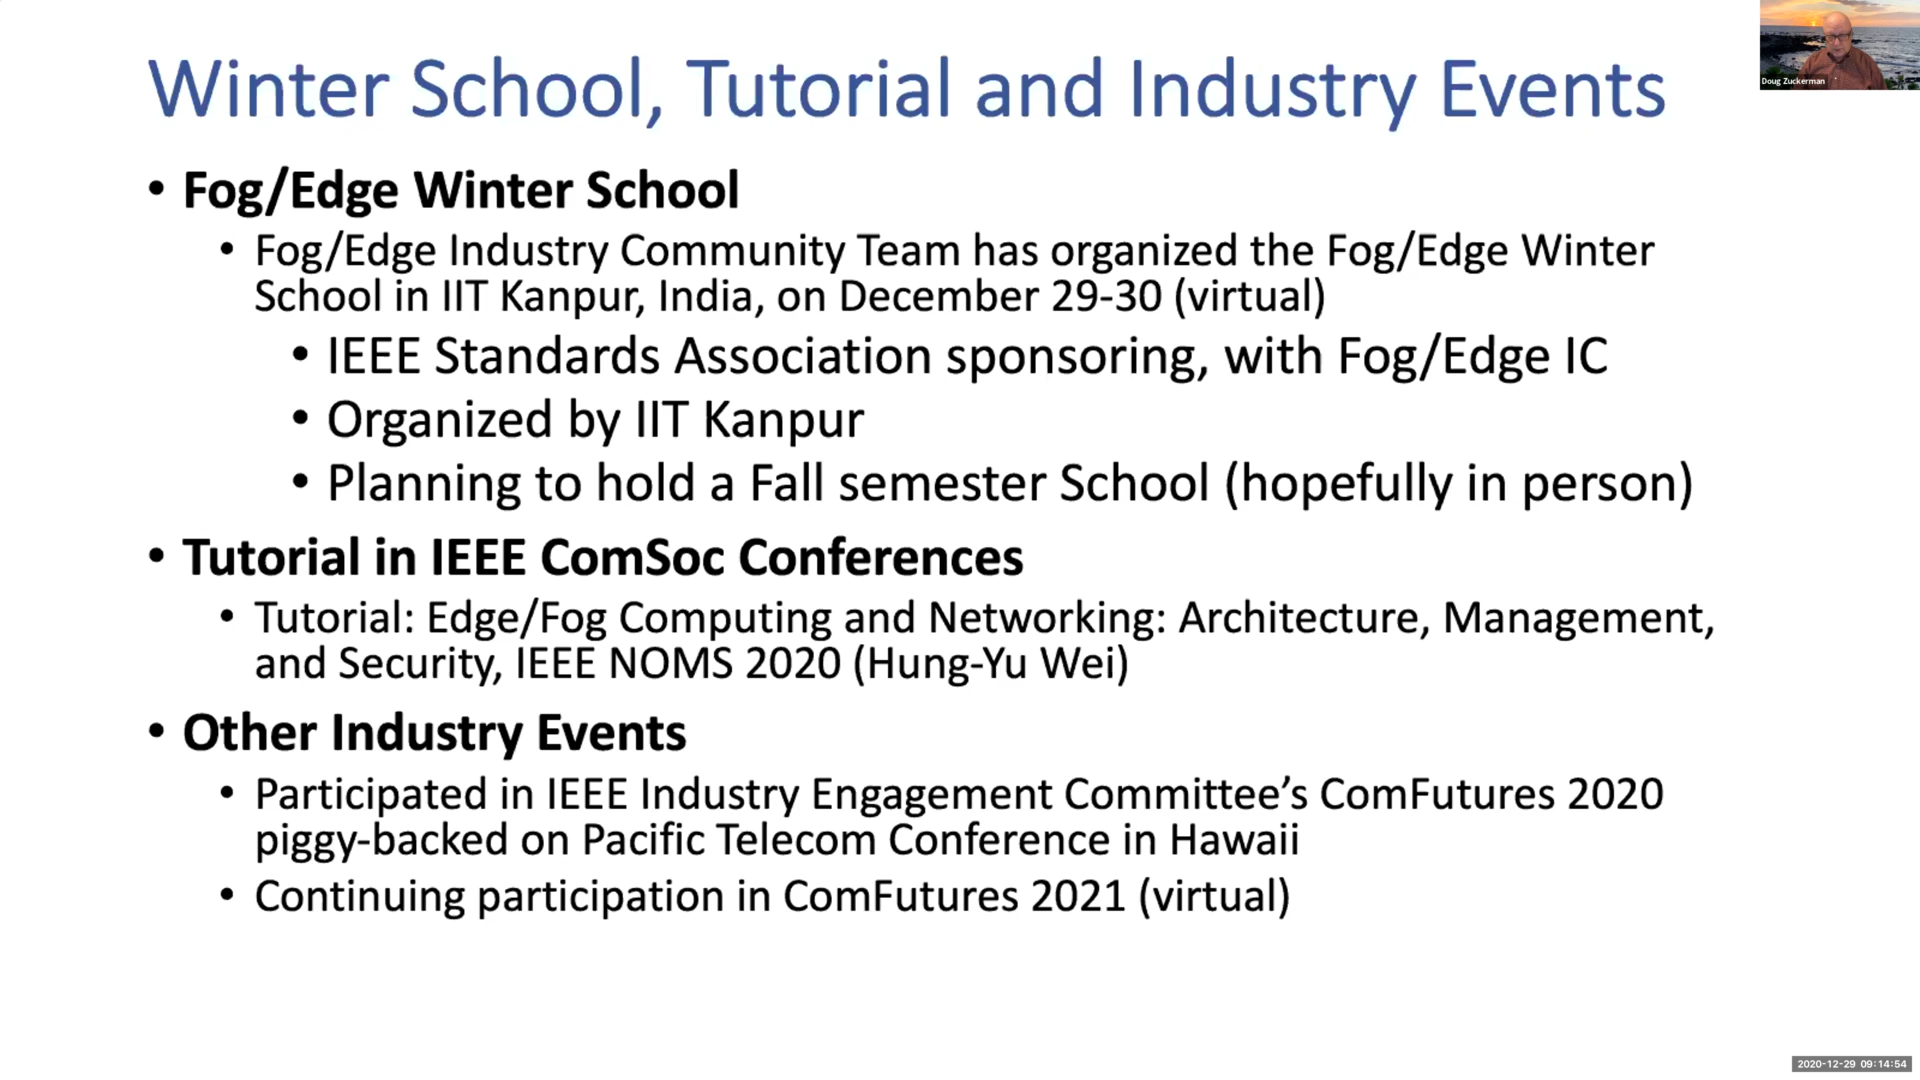 Winter School, Tutorial and Industry Events
Doug Zuckerman
• Fog/Edge Winter School
• Fog/Edge Industry Community Team has organized the Fog/Edge Winter
School in IIT Kanpur, India, on December 29-30 (virtual)
• IEEE Standards Association sponsoring, with Fog/Edge IC
• Organized by IIT Kanpur
• Planning to hold a Fall semester School (hopefully in person)
• Tutorial in IEEE ComSoc Conferences
• Tutorial: Edge/Fog Computing and Networking: Architecture, Management,
and Security, IEEE NOMS 2020 (Hung-Yu Wei)
• Other Industry Events
• Participated in IEEE Industry Engagement Committee’s ComFutures 2020
piggy-backed on Pacific Telecom Conference in Hawaii
• Continuing participation in ComFutures 2021 (virtual)
2020-12-29 09:14:54